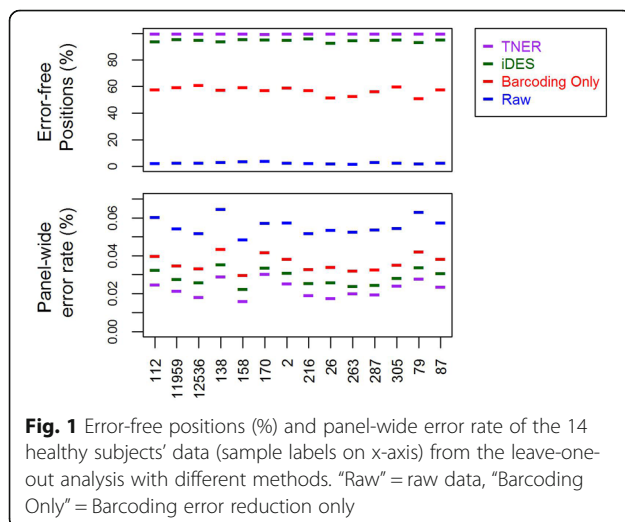 Error-free
Positions (%)
0 20 40 60 80
TNER
iDES
Barcoding Only
Raw
Panel-wide
error rate (%)
0.00 0.02 0.04 0.06
112 11959 12536 138 158 170 2 216 26 263 287 305 79 87
Fig. 1 Error-free positions (%) and panel-wide error rate of the 14
healthy subjects’ data (sample labels on x-axis) from the leave-one-
out analysis with different methods. “Raw” = raw data, “Barcoding
Only” = Barcoding error reduction only